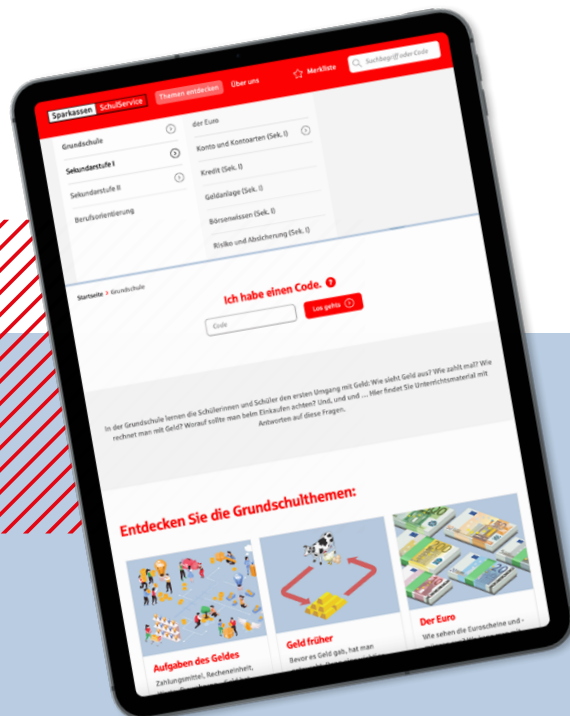 Sparkassen SchulService
Themen entdecken
Über uns
Merkliste
Suchbegriff oder Code
Grundschule
Sekundarstufe I
Sekundarstufe II
Berufsorientierung
der Euro
Konto und Kontoarten (Sek. I)
Kredit (Sek. I)
Geldanlage (Sek. I)
Börsenwissen (Sek. I)
Risiko und Absicherung (Sek. I)
Startseite > Grundschule
Ich habe einen Code. ?
Code
Los gehts
In der Grundschule lernen die Schülerinnen und Schüler den ersten Umgang mit Geld: Wie sieht Geld aus? Wie zahlt mal? Wie
rechnet man mit Geld? Worauf sollte man beim Einkaufen achten? Und, und und ... Hier findet Sie Unterrichtsmaterial mit
Antworten auf diese Fragen.
Entdecken Sie die Grundschulthemen:
Aufgaben des Geldes
Zahlungsmittel, Recheneinheit,
Geld früher
Bevor es Geld gab, hat man
Der Euro
Wie sehen die Euroscheine und -